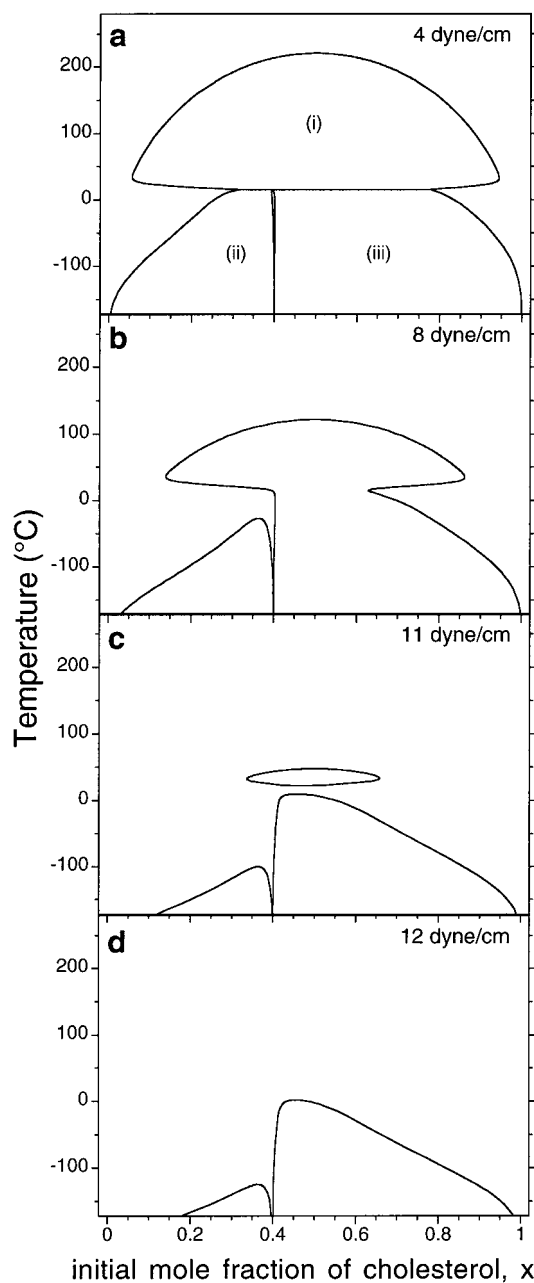 a
4 dyne/cm
200
100
0
-100
(i)
(ii)
(iii)
b
8 dyne/cm
200
100
0
-100
c
11 dyne/cm
200
100
0
-100
d
12 dyne/cm
200
100
0
-100
0 0.2 0.4 0.6 0.8 1
Temperature (°C)
initial mole fraction of cholesterol, x